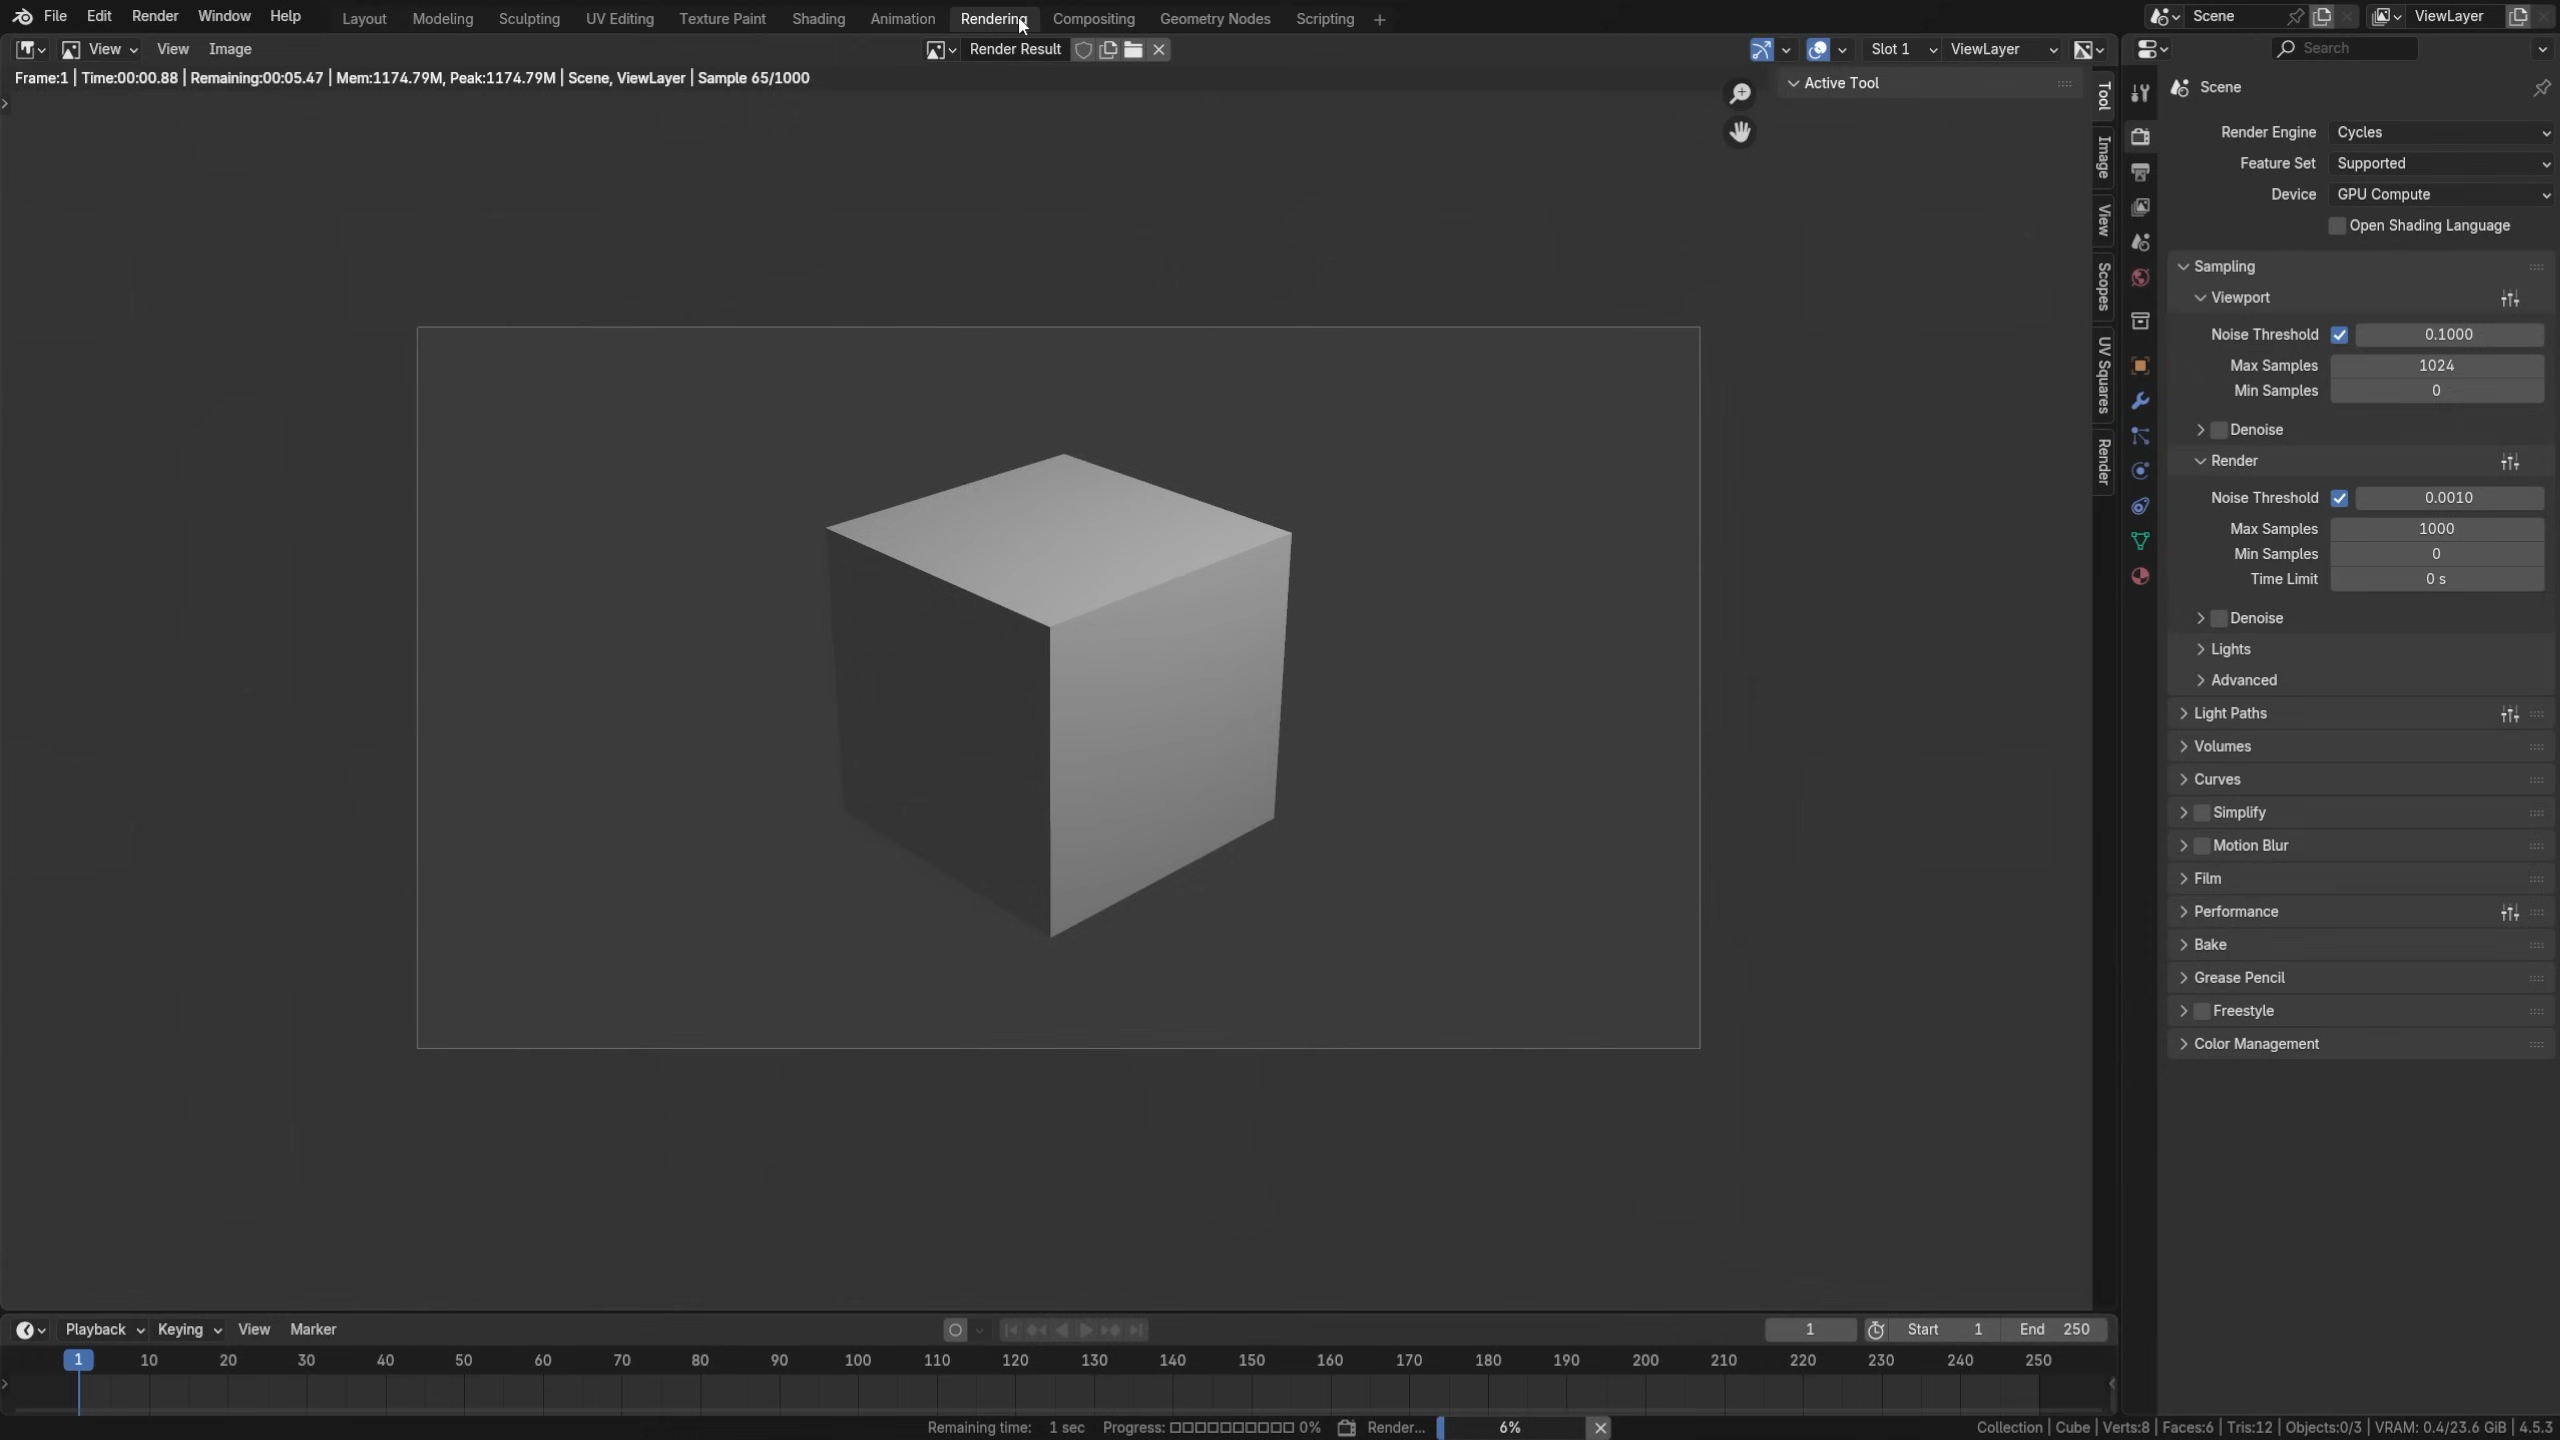 File Edit Render Window Help Layout Modeling Sculpting UV Editing Texture Paint Shading Animation Rendering Compositing Geometry Nodes Scripting + Scene ViewLayer
View View Image Render Result Slot 1 ViewLayer Search
Frame:1 | Time:00:00.88 | Remaining:00:05.47 | Mem:1174.79M, Peak:1174.79M | Scene, ViewLayer | Sample 65/1000
Active Tool
Tool
Image
View
Scopes
UV Squares
Render
Scene
Render Engine Cycles
Feature Set Supported
Device GPU Compute
Open Shading Language
Sampling
Viewport
Noise Threshold 0.1000
Max Samples 1024
Min Samples 0
Denoise
Render
Noise Threshold 0.0010
Max Samples 1000
Min Samples 0
Time Limit 0 s
Denoise
Lights
Advanced
Light Paths
Volumes
Curves
Simplify
Motion Blur
Film
Performance
Bake
Grease Pencil
Freestyle
Color Management
Playback Keying View Marker 1 Start 1 End 250
1 10 20 30 40 50 60 70 80 90 100 110 120 130 140 150 160 170 180 190 200 210 220 230 240 250
Remaining time: 1 sec Progress: □□□□□□□□□□ 0% Render... 6% Collection | Cube | Verts:8 | Faces:6 | Tris:12 | Objects:0/3 | VRAM: 0.4/23.6 GiB | 4.5.3